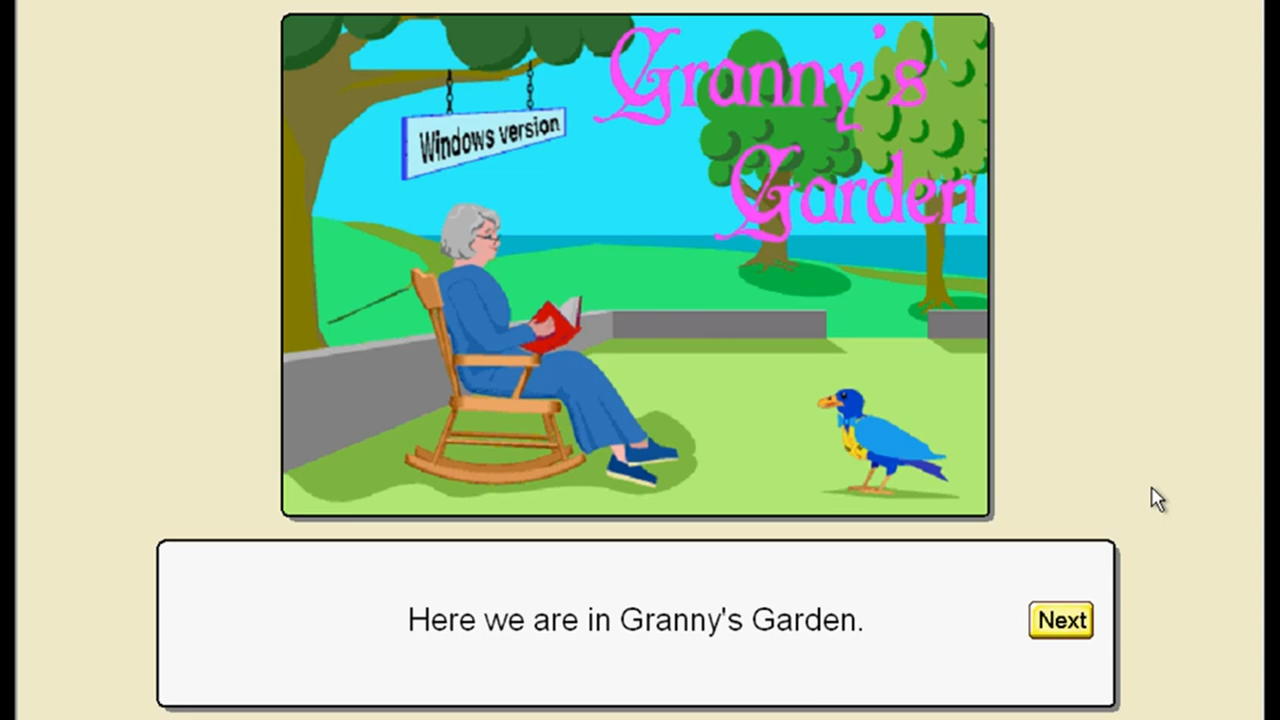 Granny's
Garden
Windows version
Here we are in Granny's Garden.
Next